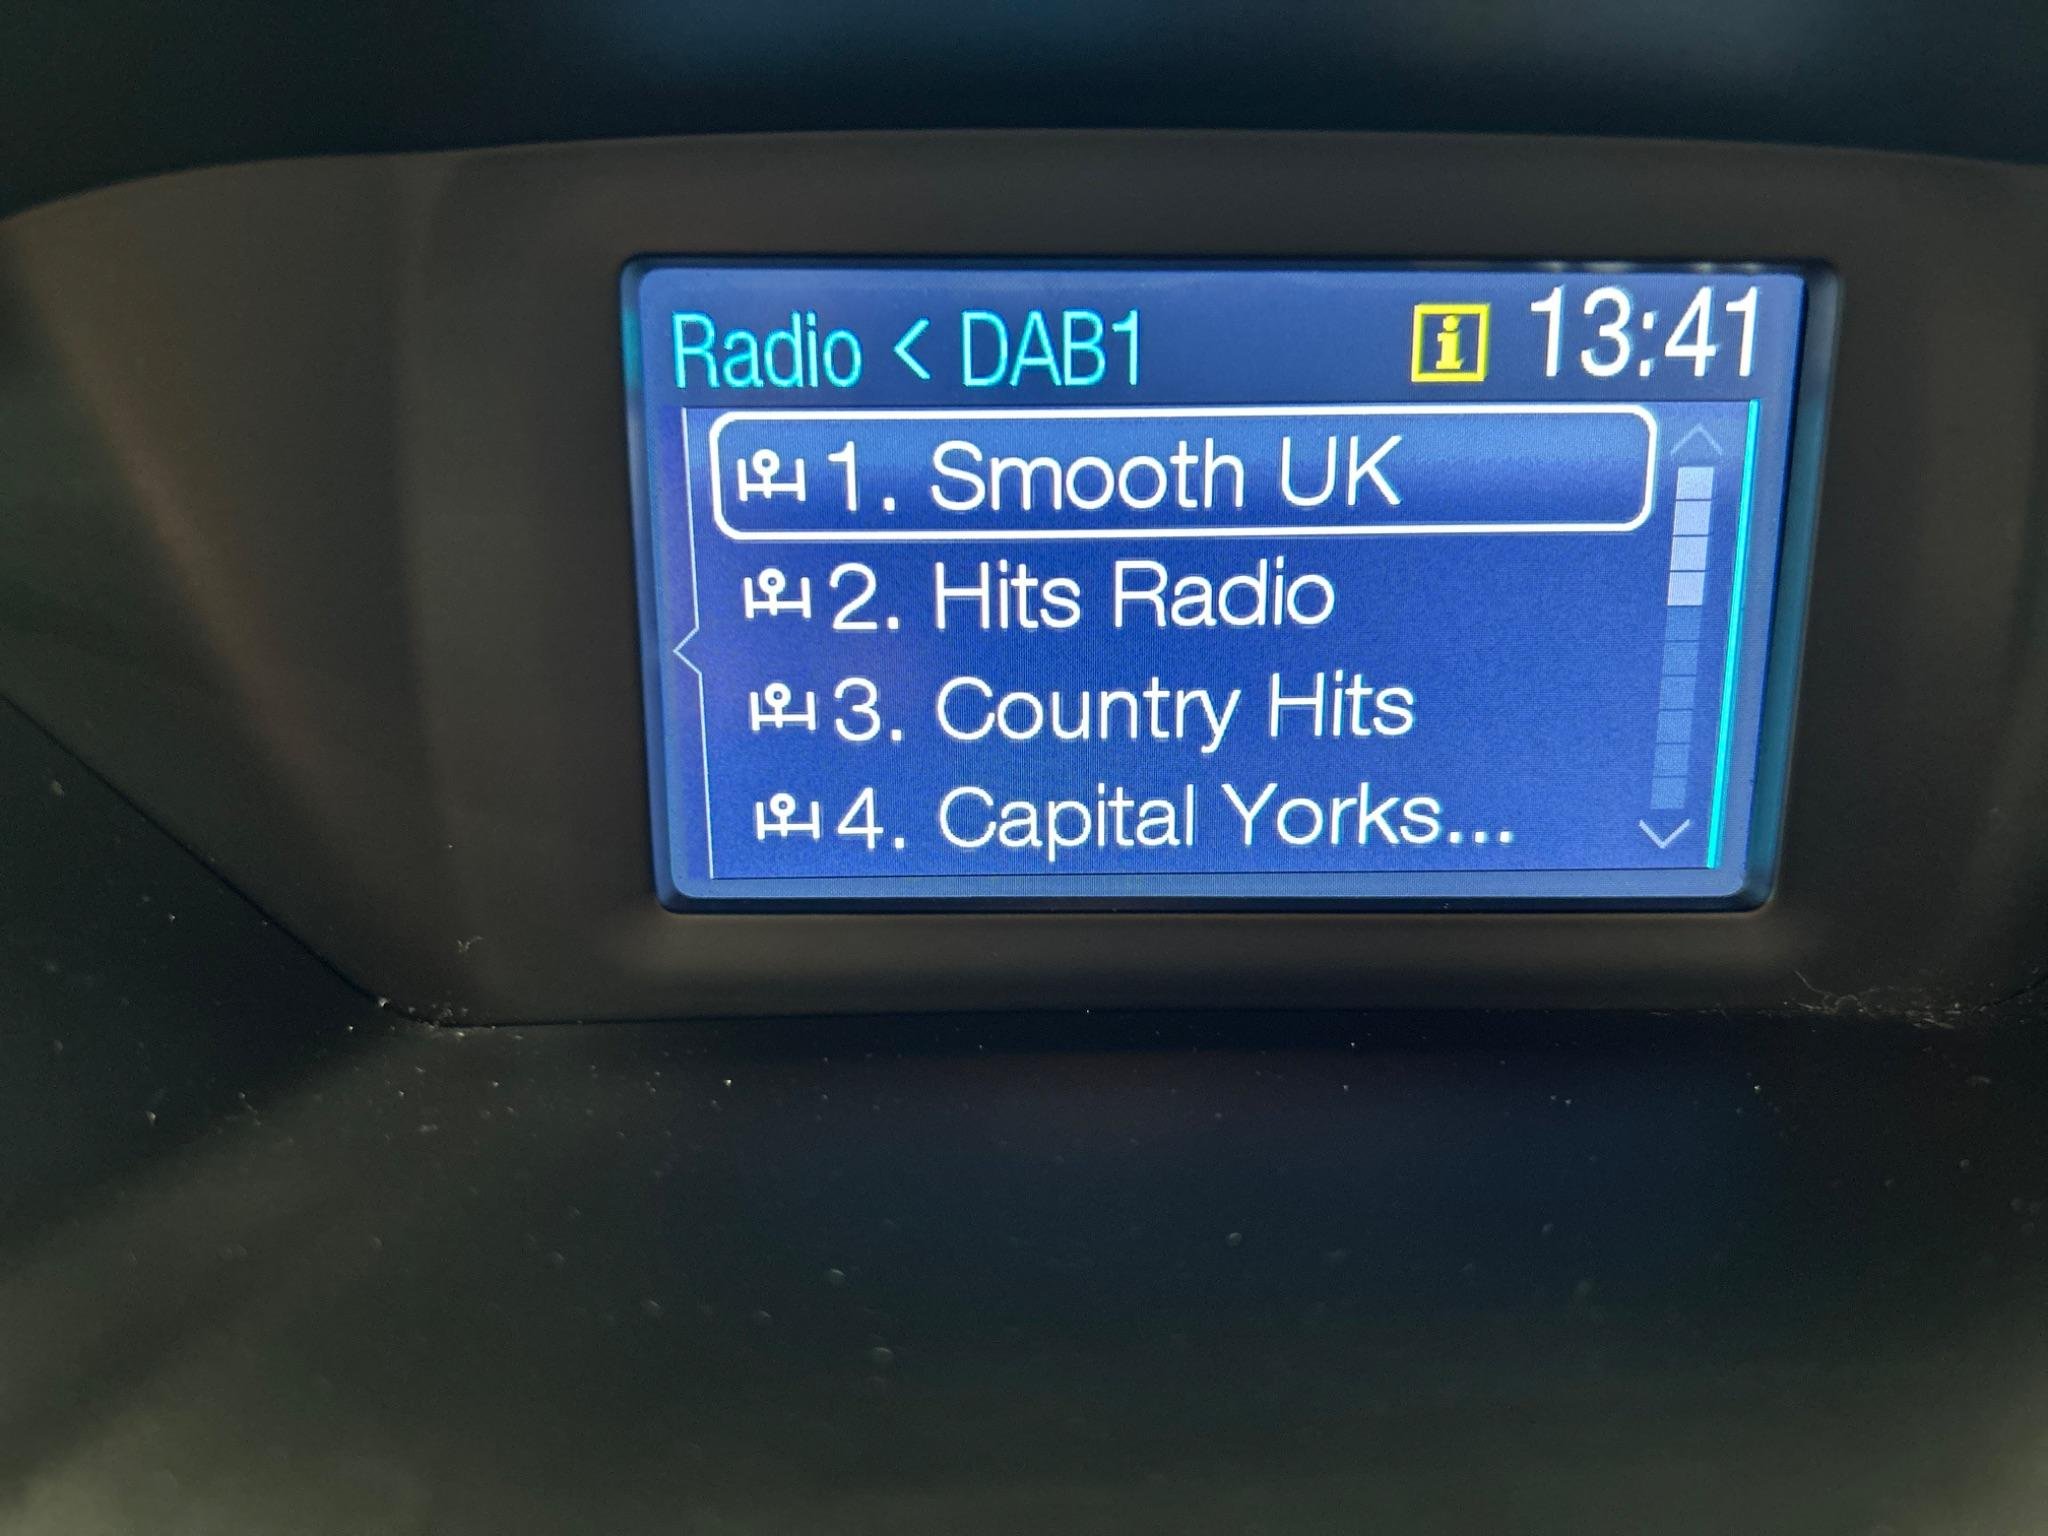 Radio < DAB1 i 13:41
1. Smooth UK
2. Hits Radio
3. Country Hits
4. Capital Yorks...